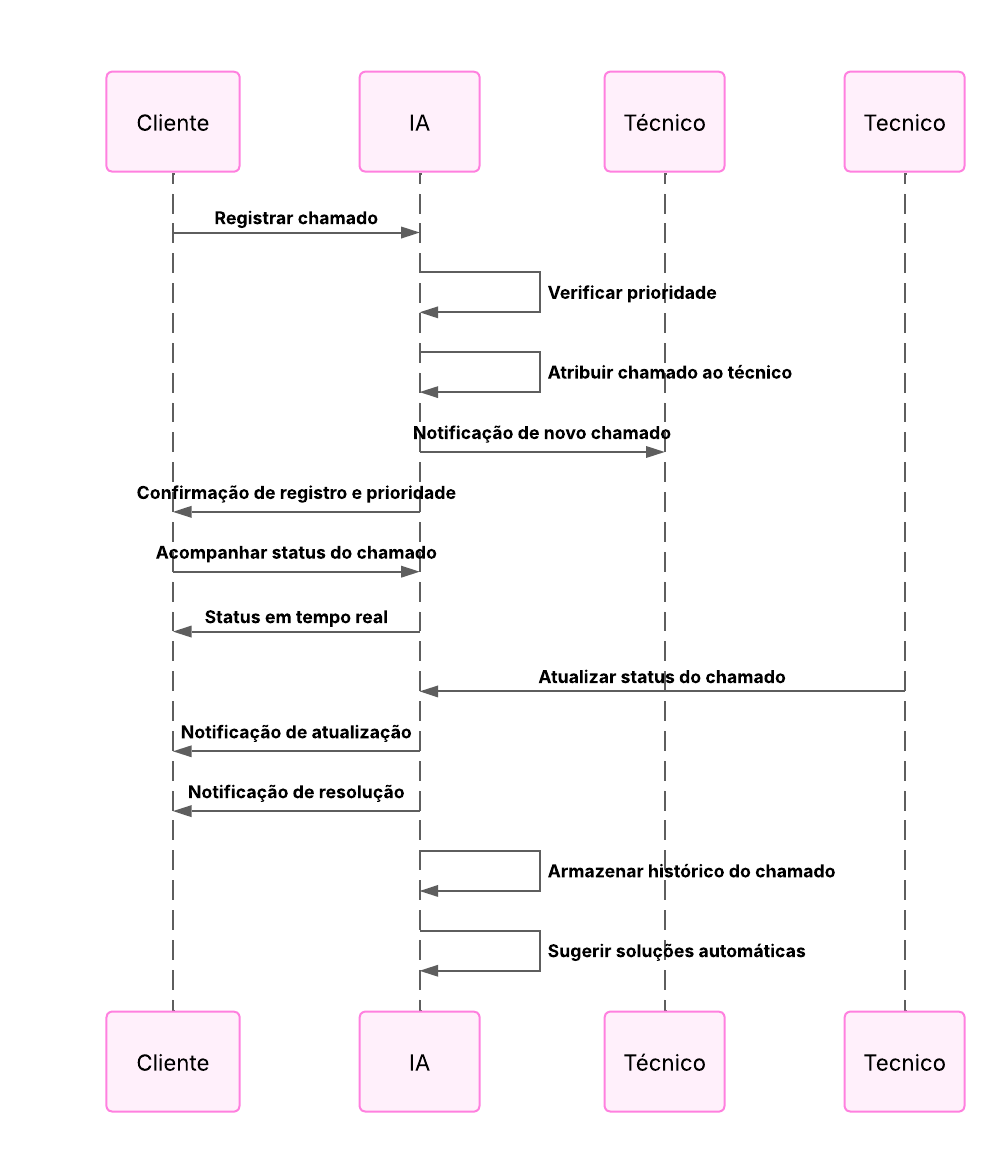 Cliente
IA
Técnico
Tecnico
Registrar chamado
Verificar prioridade
Atribuir chamado ao técnico
Notificação de novo chamado
Confirmação de registro e prioridade
Acompanhar status do chamado
Status em tempo real
Atualizar status do chamado
Notificação de atualização
Notificação de resolução
Armazenar histórico do chamado
Sugerir soluções automáticas
Cliente
IA
Técnico
Tecnico